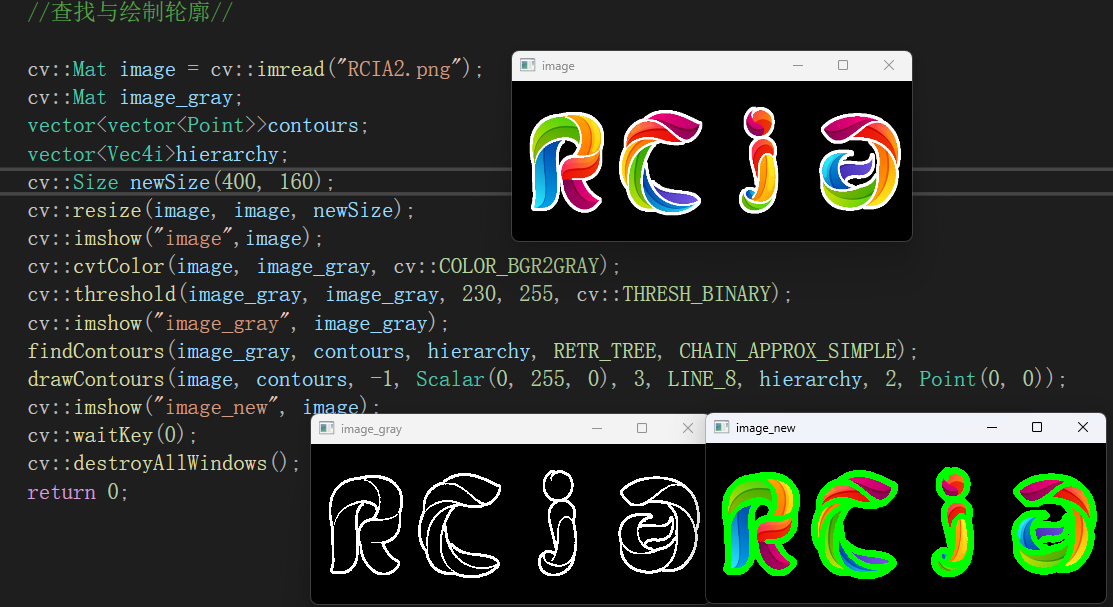 //查找与绘制轮廓//
cv::Mat image = cv::imread("RCIA2.png");
cv::Mat image_gray;
vector<vector<Point>>contours;
vector<Vec4i>hierarchy;
cv::Size newSize(400, 160);
cv::resize(image, image, newSize);
cv::imshow("image",image);
cv::cvtColor(image, image_gray, cv::COLOR_BGR2GRAY);
cv::threshold(image_gray, image_gray, 230, 255, cv::THRESH_BINARY);
cv::imshow("image_gray", image_gray);
findContours(image_gray, contours, hierarchy, RETR_TREE, CHAIN_APPROX_SIMPLE);
drawContours(image, contours, -1, Scalar(0, 255, 0), 3, LINE_8, hierarchy, 2, Point(0, 0));
cv::imshow("image_new", image);
cv::waitKey(0);
cv::destroyAllWindows();
return 0;
image
RCia
image_gray
RCia
image_new
RCia